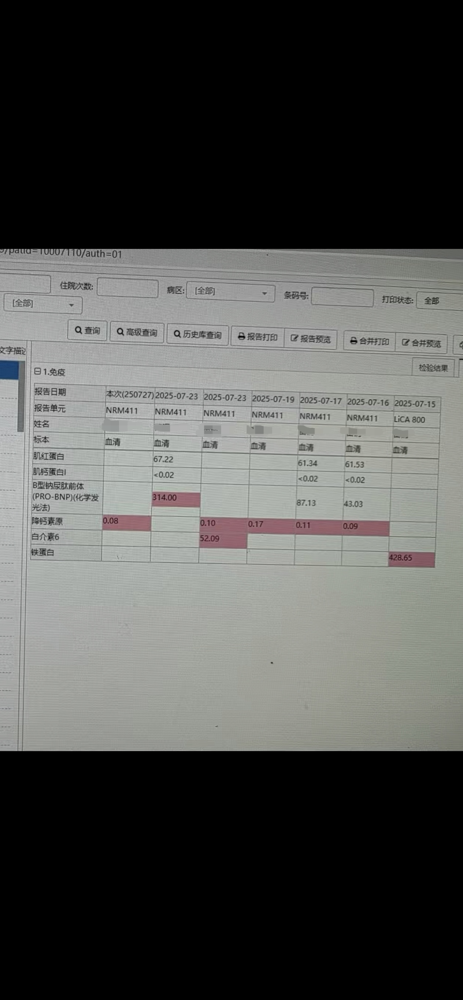 9/patid=10007110/auth=01
住院次数: 病区: [全部] 条码号: 打印状态: 全部
[全部]
查询 高级查询 历史库查询 报告打印 报告预览 合并打印 合并预览
文字描述
检验结果
1.免疫
报告日期 本次(250727) 2025-07-23 2025-07-23 2025-07-19 2025-07-17 2025-07-16 2025-07-15
报告单元 NRM411 NRM411 NRM411 NRM411 NRM411 NRM411 LiCA 800
姓名
标本 血清 血清 血清 血清 血清 血清 血清
肌红蛋白 67.22 61.34 61.53
肌钙蛋白I <0.02 <0.02 <0.02
B型钠尿肽前体
(PRO-BNP)(化学发 314.00 87.13 43.03
光法)
降钙素原 0.08 0.10 0.17 0.11 0.09
白介素6 52.09
铁蛋白 428.65